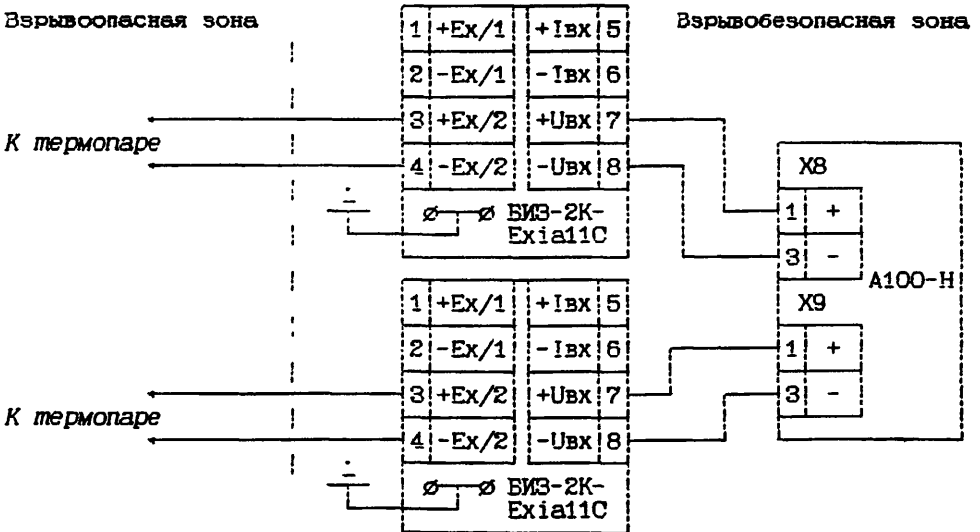 Взрывоопасная зона
Взрывобезопасная зона
1 +Ex/1 +Iвх 5
2 -Ex/1 -Iвх 6
3 +Ex/2 +Uвх 7
4 -Ex/2 -Uвх 8
К термопаре
БИЗ-2К-
Exia11C
X8
1 +
3 -
A100-Н
X9
1 +
3 -
1 +Ex/1 +Iвх 5
2 -Ex/1 -Iвх 6
3 +Ex/2 +Uвх 7
4 -Ex/2 -Uвх 8
К термопаре
БИЗ-2К-
Exia11C